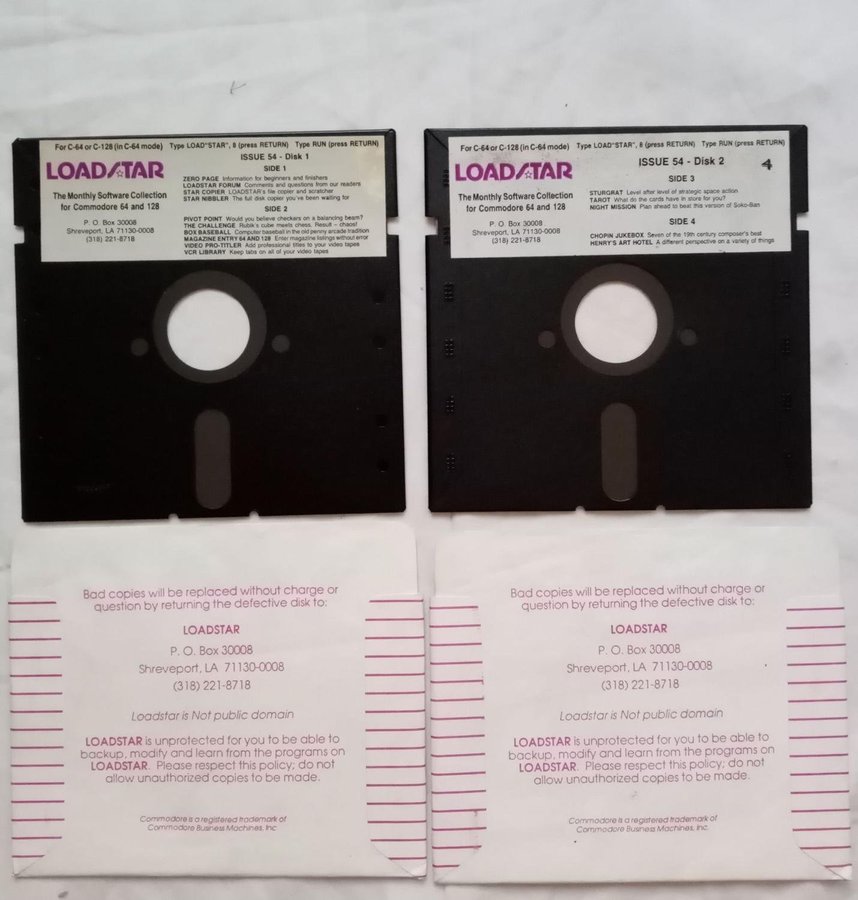 For C-64 or C-128 (in C-64 mode) Type LOAD"STAR", 8 (press RETURN) Type RUN (press RETURN)
LOADSTAR
ISSUE 54 - Disk 1
The Monthly Software Collection
for Commodore 64 and 128
P O Box 30008
Shreveport, LA 71130-0008
(318) 221-8718
SIDE 1
ZERO PAGE Information for beginners and finishers
LOADSTAR FORUM Comments and questions from our readers
STAR COPIER LOADSTAR's file copier and scratcher
STAR NIBBLER The full disk copier you've been waiting for
SIDE 2
PIVOT POINT Would you believe checkers on a balancing beam?
THE CHALLENGE Rubik's cube meets chess, Result - chaos!
BOX BASEBALL Computer baseball in the old penny arcade tradition
MAGAZINE ENTRY 64 AND 128 Enter magazine listings without error
VIDEO PRO-TITLER Add professional titles to your video tapes
VCR LIBRARY Keep tabs on all of your video tapes
For C-64 or C-128 (in C-64 mode) Type LOAD"STAR", 8 (press RETURN) Type RUN (press RETURN)
LOADSTAR
ISSUE 54 - Disk 2
4
The Monthly Software Collection
for Commodore 64 and 128
P O Box 30008
Shreveport, LA 71130-0008
(318) 221-8718
SIDE 3
STURGRAT Level after level of strategic space action
TAROT What do the cards have in store for you?
NIGHT MISSION Plan ahead to beat this version of Soko-Ban
SIDE 4
CHOPIN JUKEBOX Seven of the 19th century composer's best
HENRY'S ART HOTEL A different perspective on a variety of things
Bad copies will be replaced without charge or
question by returning the defective disk to:
LOADSTAR
P. O. Box 30008
Shreveport, LA 71130-0008
(318) 221-8718
Loadstar is Not public domain
LOADSTAR is unprotected for you to be able to
backup, modify and learn from the programs on
LOADSTAR. Please respect this policy; do not
allow unauthorized copies to be made.
Commodore is a registered trademark of
Commodore Business Machines, Inc
Bad copies will be replaced without charge or
question by returning the defective disk to:
LOADSTAR
P. O. Box 30008
Shreveport, LA 71130-0008
(318) 221-8718
Loadstar is Not public domain
LOADSTAR is unprotected for you to be able to
backup, modify and learn from the programs on
LOADSTAR. Please respect this policy; do not
allow unauthorized copies to be made.
Commodore is a registered trademark of
Commodore Business Machines, Inc